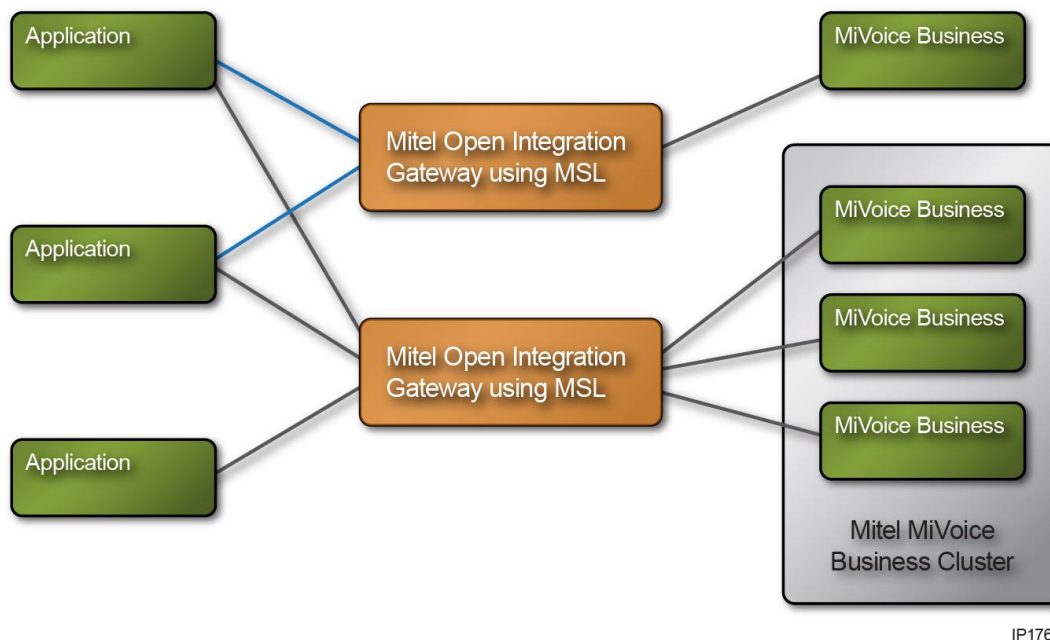 Application
MiVoice Business
Mitel Open Integration
Gateway using MSL
Application
MiVoice Business
MiVoice Business
Mitel Open Integration
Gateway using MSL
MiVoice Business
Application
Mitel MiVoice
Business Cluster
IP176